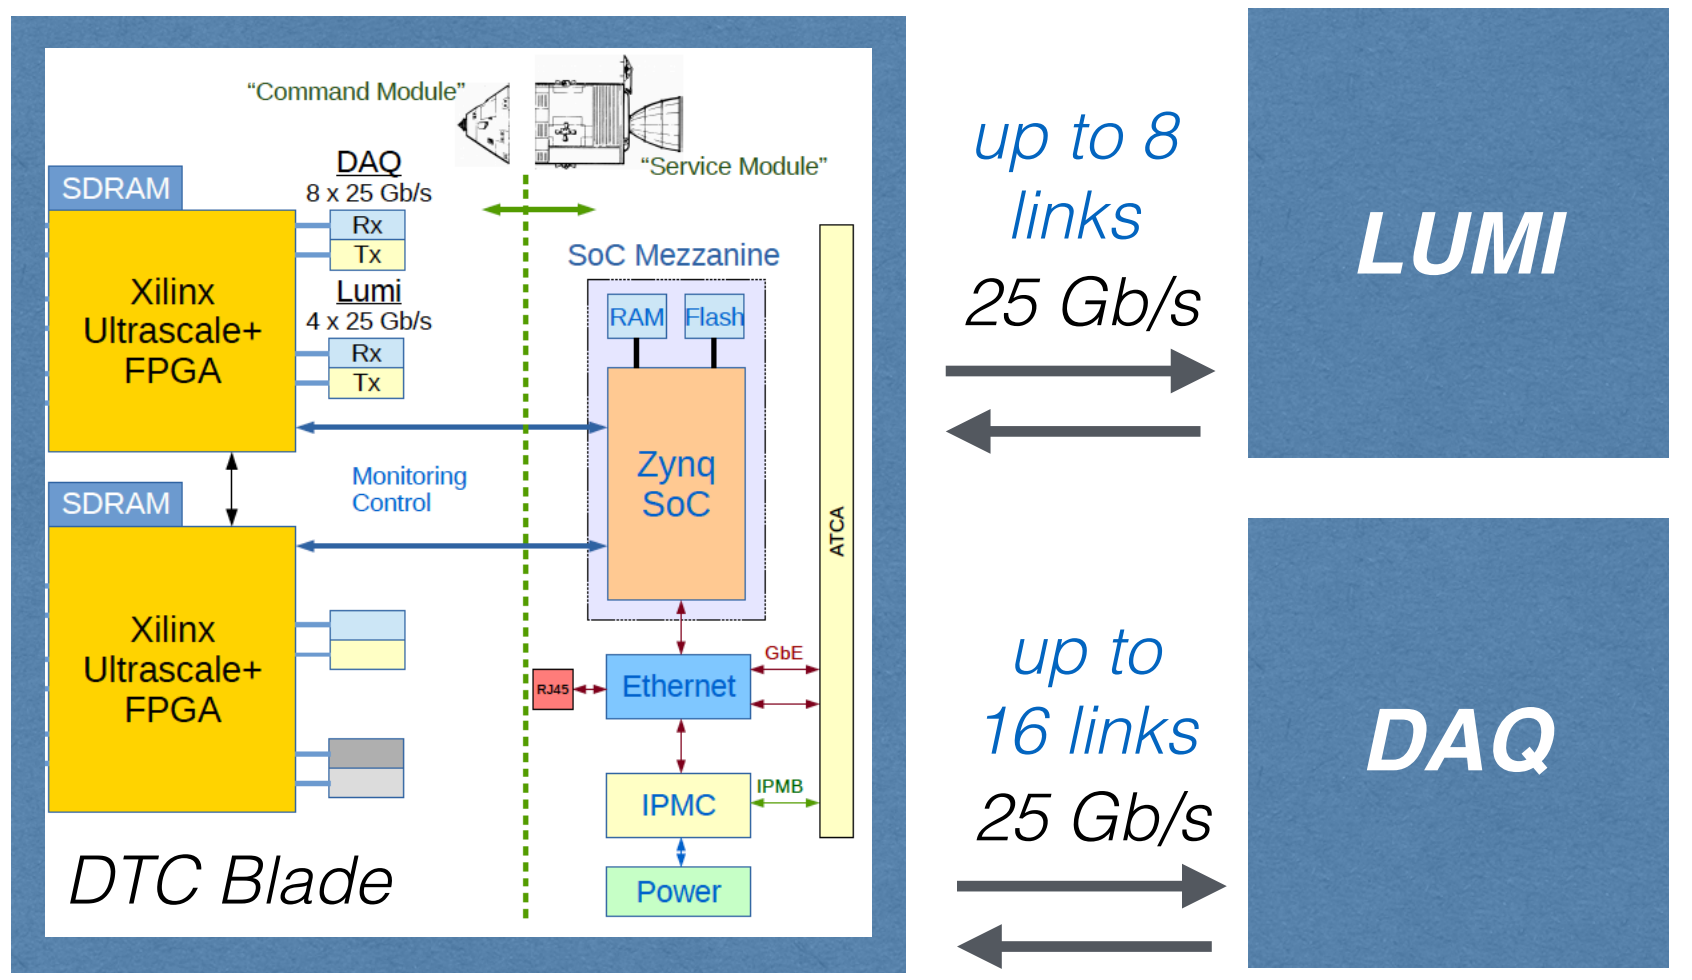 “Command Module”
“Service Module”
DAQ
8 x 25 Gb/s
Rx
Tx
Lumi
4 x 25 Gb/s
Rx
Tx
SDRAM
Xilinx
Ultrascale+
FPGA
SoC Mezzanine
RAM
Flash
Zynq
SoC
Monitoring
Control
ATCA
SDRAM
Xilinx
Ultrascale+
FPGA
GbE
RJ45
Ethernet
IPMC
IPMB
Power
DTC Blade
up to 8
links
25 Gb/s
LUMI
up to
16 links
25 Gb/s
DAQ